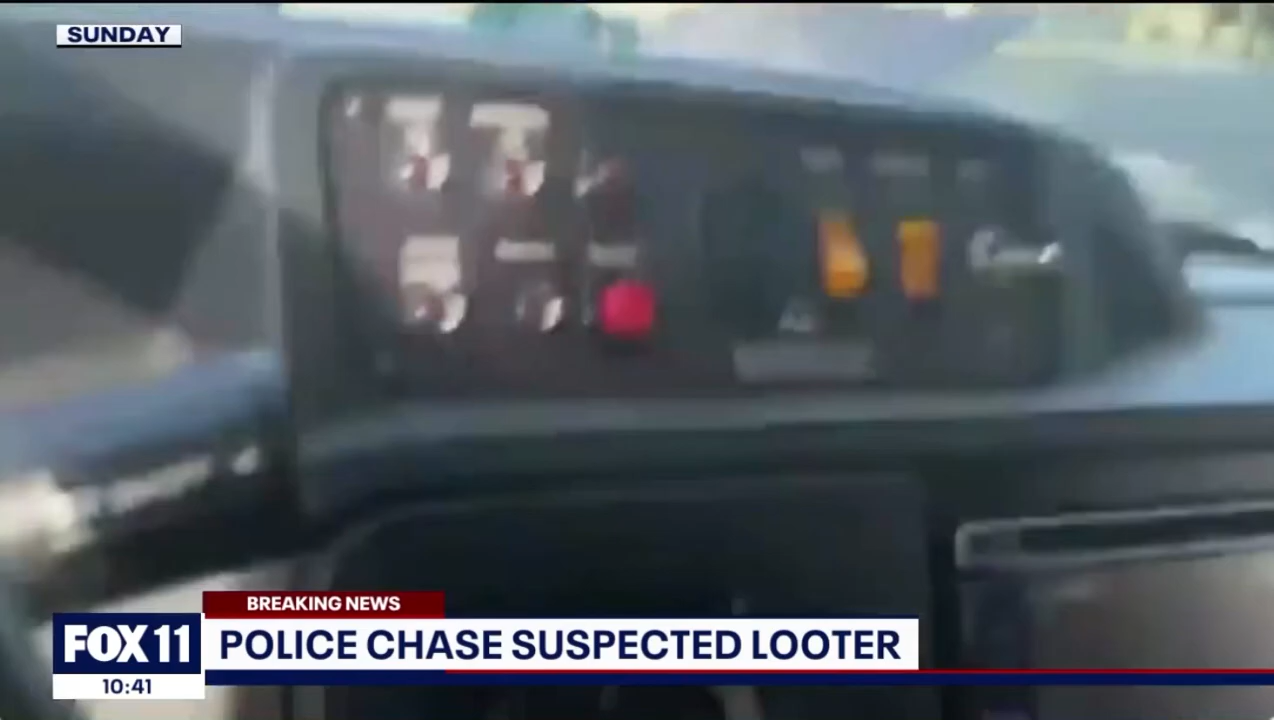 SUNDAY
BREAKING NEWS
FOX 11
POLICE CHASE SUSPECTED LOOTER
10:41